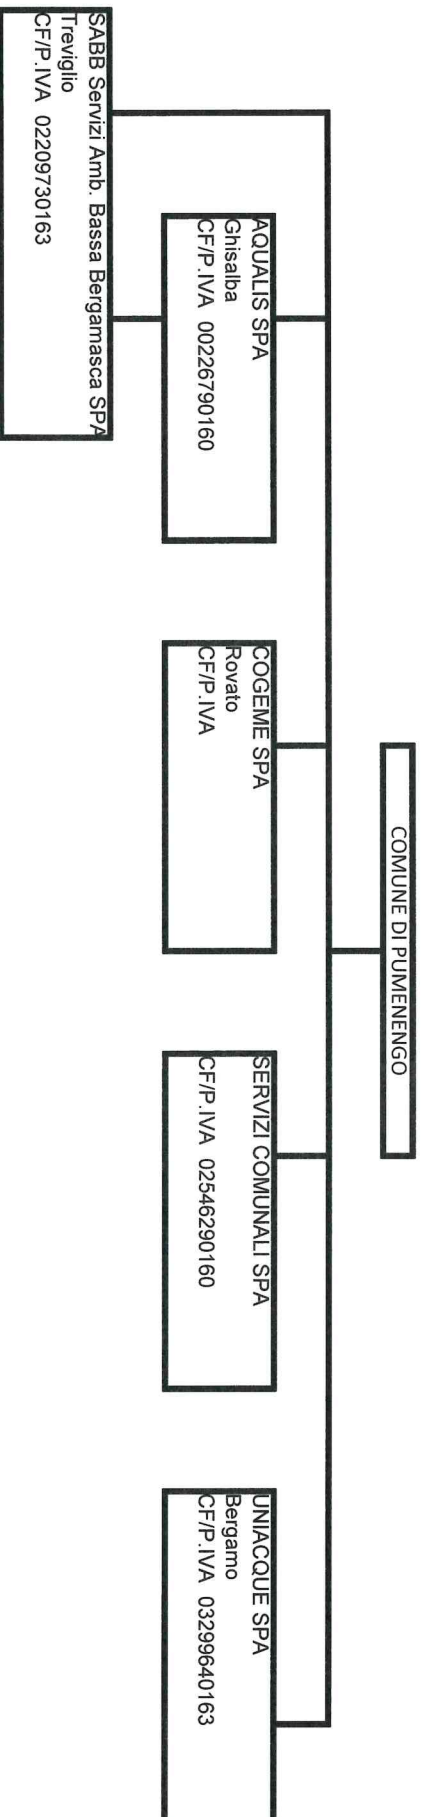 COMUNE DI PUMENENGO
AQUALIS SPA
Ghisalba
CF/P.IVA 00226790160
COGEME SPA
Rovato
CF/P.IVA
SERVIZI COMUNALI SPA
CF/P.IVA 02546290160
UNIACQUE SPA
Bergamo
CF/P.IVA 03299640163
SABB Servizi Amb. Bassa Bergamasca SPA
Treviglio
CF/P.IVA 02209730163